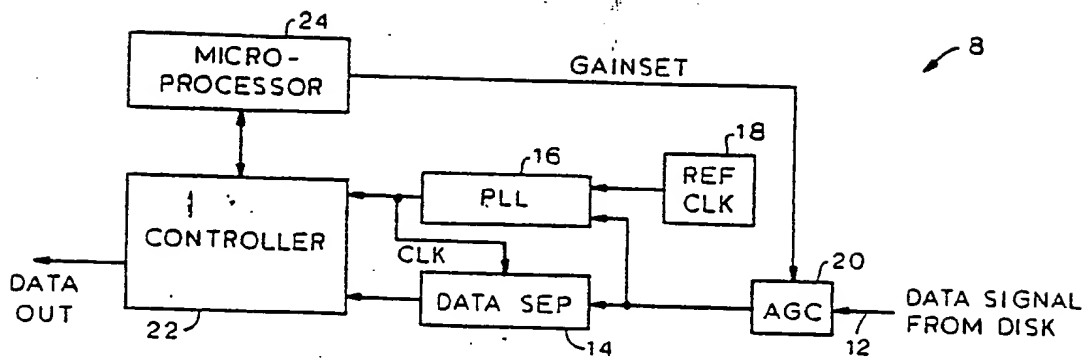 24
MICRO-
PROCESSOR
GAINSET
8
16
PLL
18
REF
CLK
CONTROLLER
CLK
DATA
OUT
22
DATA SEP
14
20
AGC
12
DATA SIGNAL
FROM DISK